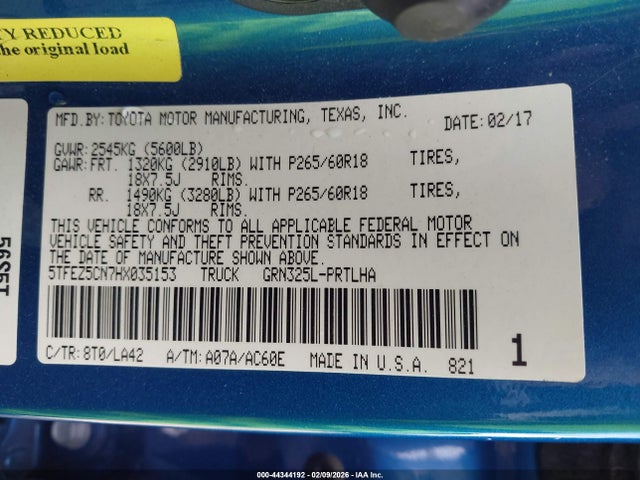 TY REDUCED
the original load
56S5T
MFD.BY:TOYOTA MOTOR MANUFACTURING, TEXAS, INC. DATE:02/17
GVWR:2545KG (5600LB)
GAWR:FRT. 1320KG (2910LB) WITH P265/60R18 TIRES,
18X7.5J RIMS.
RR. 1490KG (3280LB) WITH P265/60R18 TIRES,
18X7.5J RIMS.
THIS VEHICLE CONFORMS TO ALL APPLICABLE FEDERAL MOTOR
VEHICLE SAFETY AND THEFT PREVENTION STANDARDS IN EFFECT ON
THE DATE OF MANUFACTURE SHOWN ABOVE.
5TFEZ5CN7HX035153 TRUCK GRN325L-PRTLHA
C/TR:8T0/LA42 A/TM:A07A/AC60E MADE IN U.S.A. 821 1
000-44344192 - 02/09/2026 - IAA Inc.